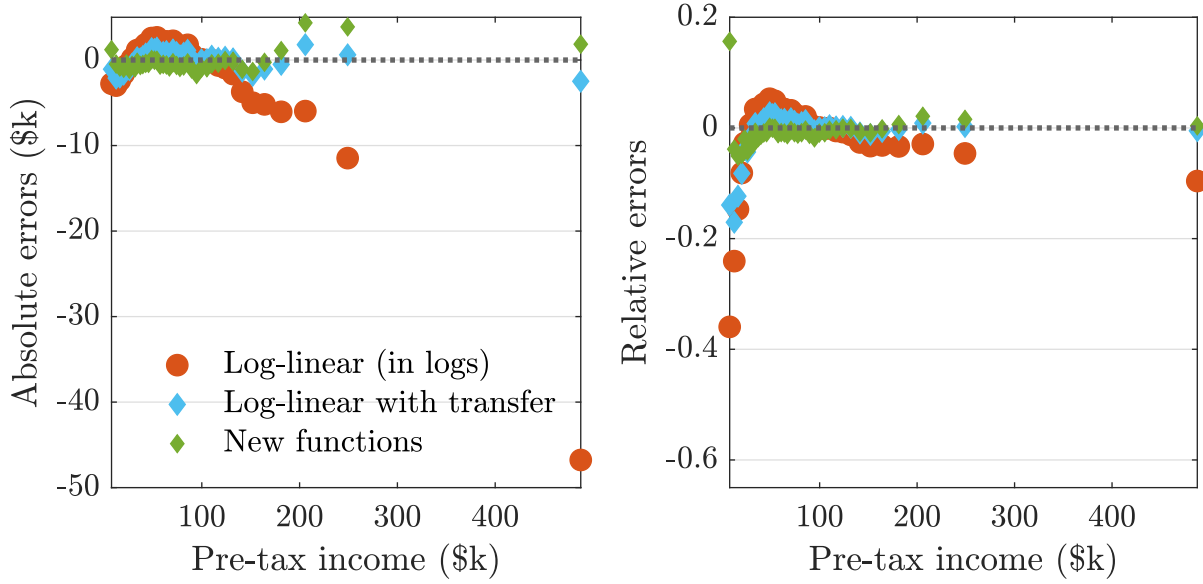 0
-10
-20
-30
-40
-50
Absolute errors ($k)
100
200
300
400
Pre-tax income ($k)
Log-linear (in logs)
Log-linear with transfer
New functions
0.2
0
-0.2
-0.4
-0.6
Relative errors
100
200
300
400
Pre-tax income ($k)